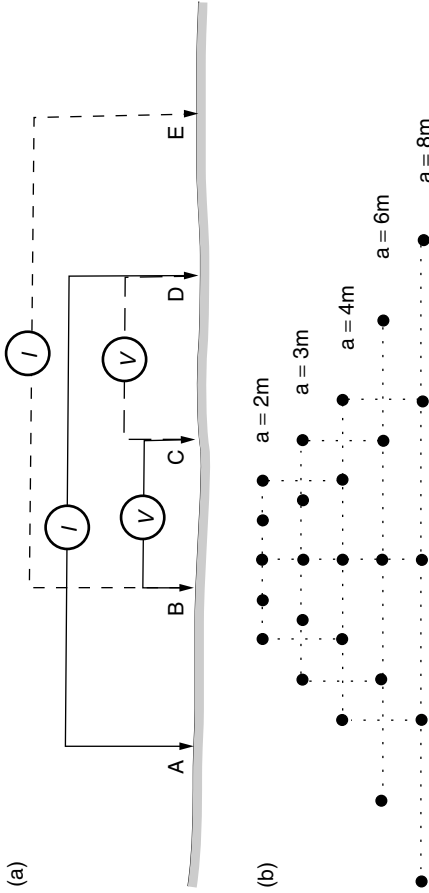 (a)
I
I
V
V
A
B
C
D
E
(b)
a = 2m
a = 3m
a = 4m
a = 6m
a = 8m